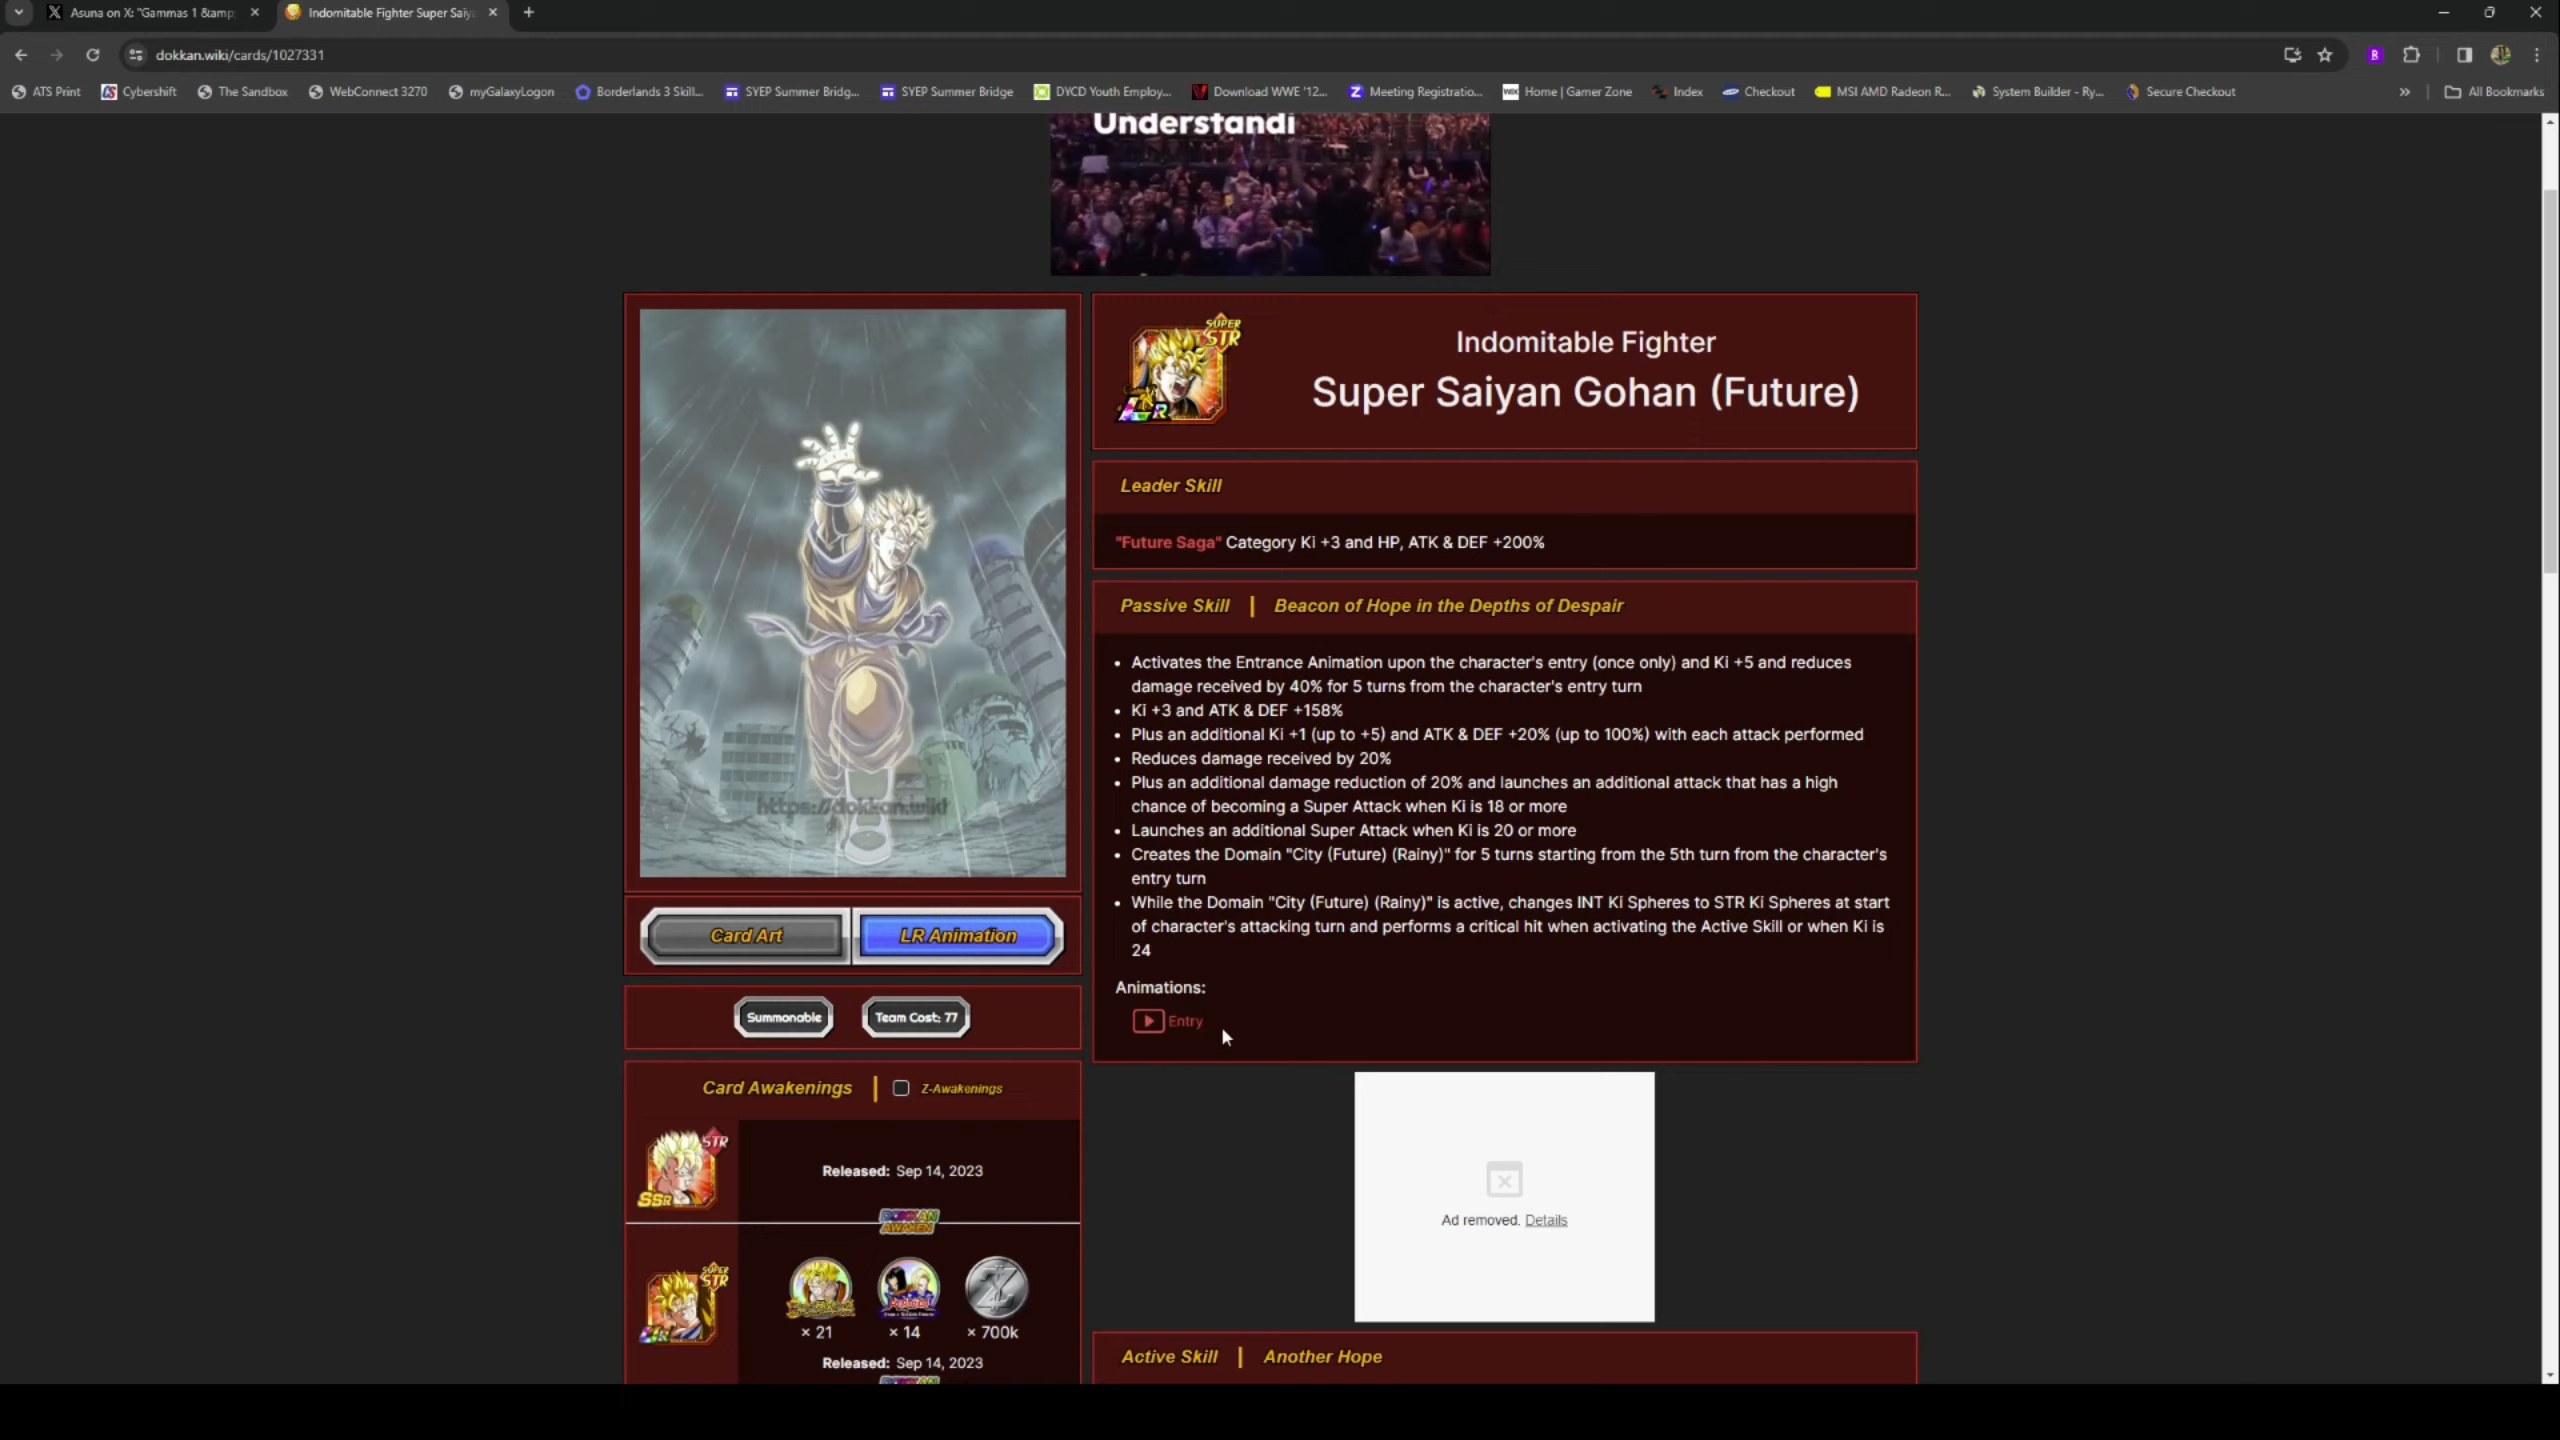 Asuna on X: "Gammas 1 &amp
Indomitable Fighter Super Saiy
dokkan.wiki/cards/1027331
ATS Print
Cybershift
The Sandbox
WebConnect 3270
myGalaxyLogon
Borderlands 3 Skill...
SYEP Summer Bridg...
SYEP Summer Bridge
DYCD Youth Employ...
Download WWE '12...
Meeting Registratio...
Home | Gamer Zone
Index
Checkout
MSI AMD Radeon R...
System Builder - Ry...
Secure Checkout
All Bookmarks
Understandi
SUPER
STR
LR
Indomitable Fighter
Super Saiyan Gohan (Future)
Leader Skill
"Future Saga" Category Ki +3 and HP, ATK & DEF +200%
Passive Skill | Beacon of Hope in the Depths of Despair
• Activates the Entrance Animation upon the character's entry (once only) and Ki +5 and reduces
damage received by 40% for 5 turns from the character's entry turn
• Ki +3 and ATK & DEF +158%
• Plus an additional Ki +1 (up to +5) and ATK & DEF +20% (up to 100%) with each attack performed
• Reduces damage received by 20%
• Plus an additional damage reduction of 20% and launches an additional attack that has a high
chance of becoming a Super Attack when Ki is 18 or more
• Launches an additional Super Attack when Ki is 20 or more
• Creates the Domain "City (Future) (Rainy)" for 5 turns starting from the 5th turn from the character's
entry turn
• While the Domain "City (Future) (Rainy)" is active, changes INT Ki Spheres to STR Ki Spheres at start
of character's attacking turn and performs a critical hit when activating the Active Skill or when Ki is
24
Animations:
Entry
https://dokkan.wiki
Card Art
LR Animation
Summonable
Team Cost: 77
Card Awakenings | Z-Awakenings
STR
SSR
Released: Sep 14, 2023
DOKKAN
AWAKEN
SUPER
STR
LR
× 21
× 14
× 700k
Released: Sep 14, 2023
Ad removed. Details
Active Skill | Another Hope